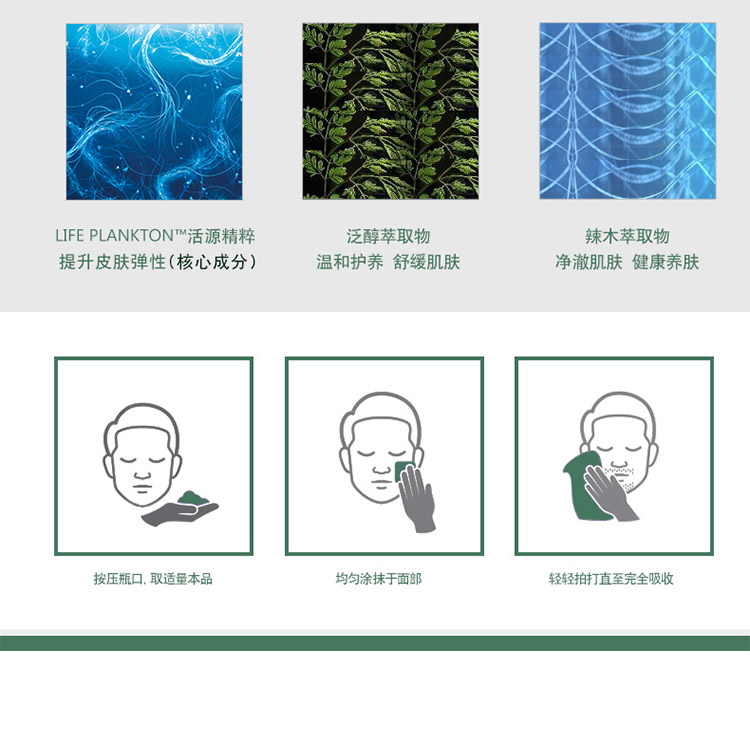 LIFE PLANKTON™活源精粹
提升皮肤弹性(核心成分)
泛醇萃取物
温和护养 舒缓肌肤
辣木萃取物
净澈肌肤 健康养肤
按压瓶口, 取适量本品
均匀涂抹于面部
轻轻拍打直至完全吸收